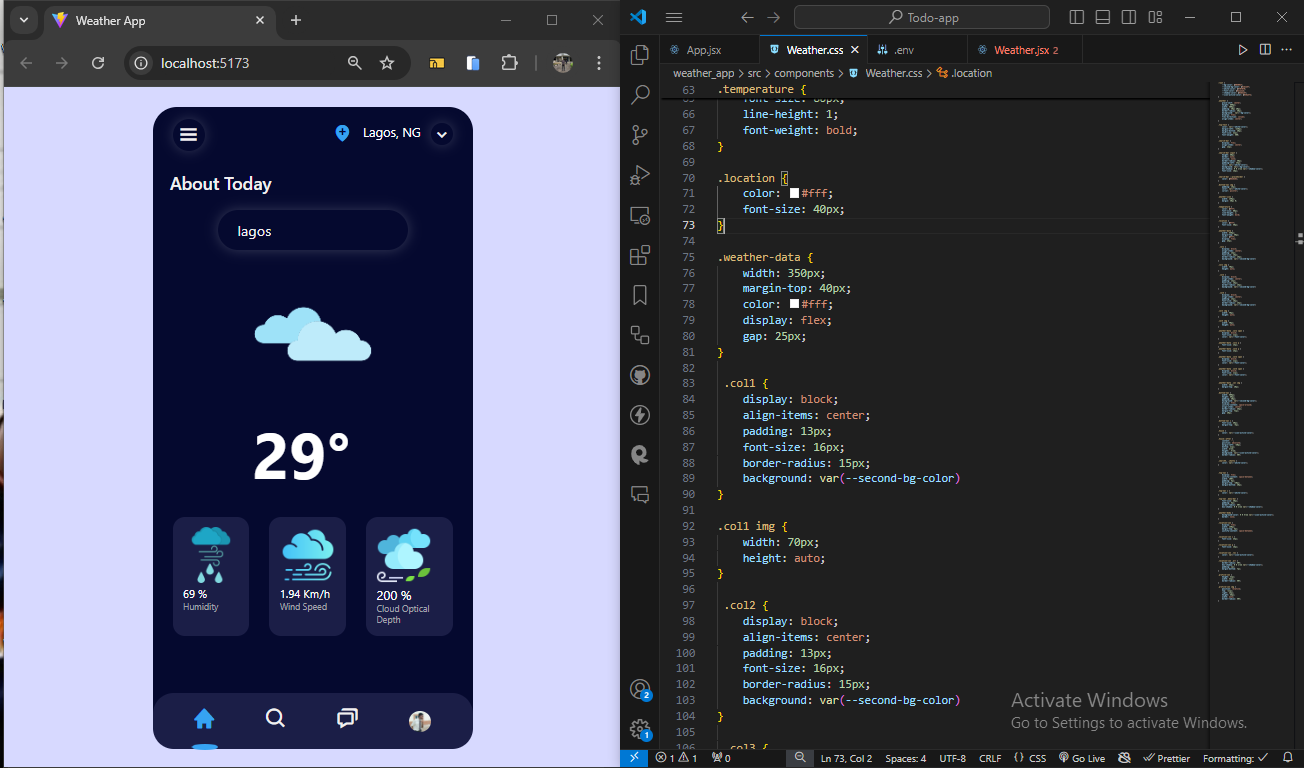 Weather App
localhost:5173
Lagos, NG
About Today
lagos
29°
69 %
Humidity
1.94 Km/h
Wind Speed
200 %
Cloud Optical
Depth
Todo-app
App.jsx
Weather.css
.env
Weather.jsx 2
weather_app > src > components > Weather.css > .location
63 .temperature {
66 line-height: 1;
67 font-weight: bold;
68 }
69
70 .location {
71 color: #fff;
72 font-size: 40px;
73 }
74
75 .weather-data {
76 width: 350px;
77 margin-top: 40px;
78 color: #fff;
79 display: flex;
80 gap: 25px;
81 }
82
83 .col1 {
84 display: block;
85 align-items: center;
86 padding: 13px;
87 font-size: 16px;
88 border-radius: 15px;
89 background: var(--second-bg-color)
90 }
91
92 .col1 img {
93 width: 70px;
94 height: auto;
95 }
96
97 .col2 {
98 display: block;
99 align-items: center;
100 padding: 13px;
101 font-size: 16px;
102 border-radius: 15px;
103 background: var(--second-bg-color)
104 }
105
106 .col3 {
Activate Windows
Go to Settings to activate Windows.
2
1
1 1 0
Ln 73, Col 2
Spaces: 4
UTF-8
CRLF
{ } CSS
Go Live
Prettier
Formatting: